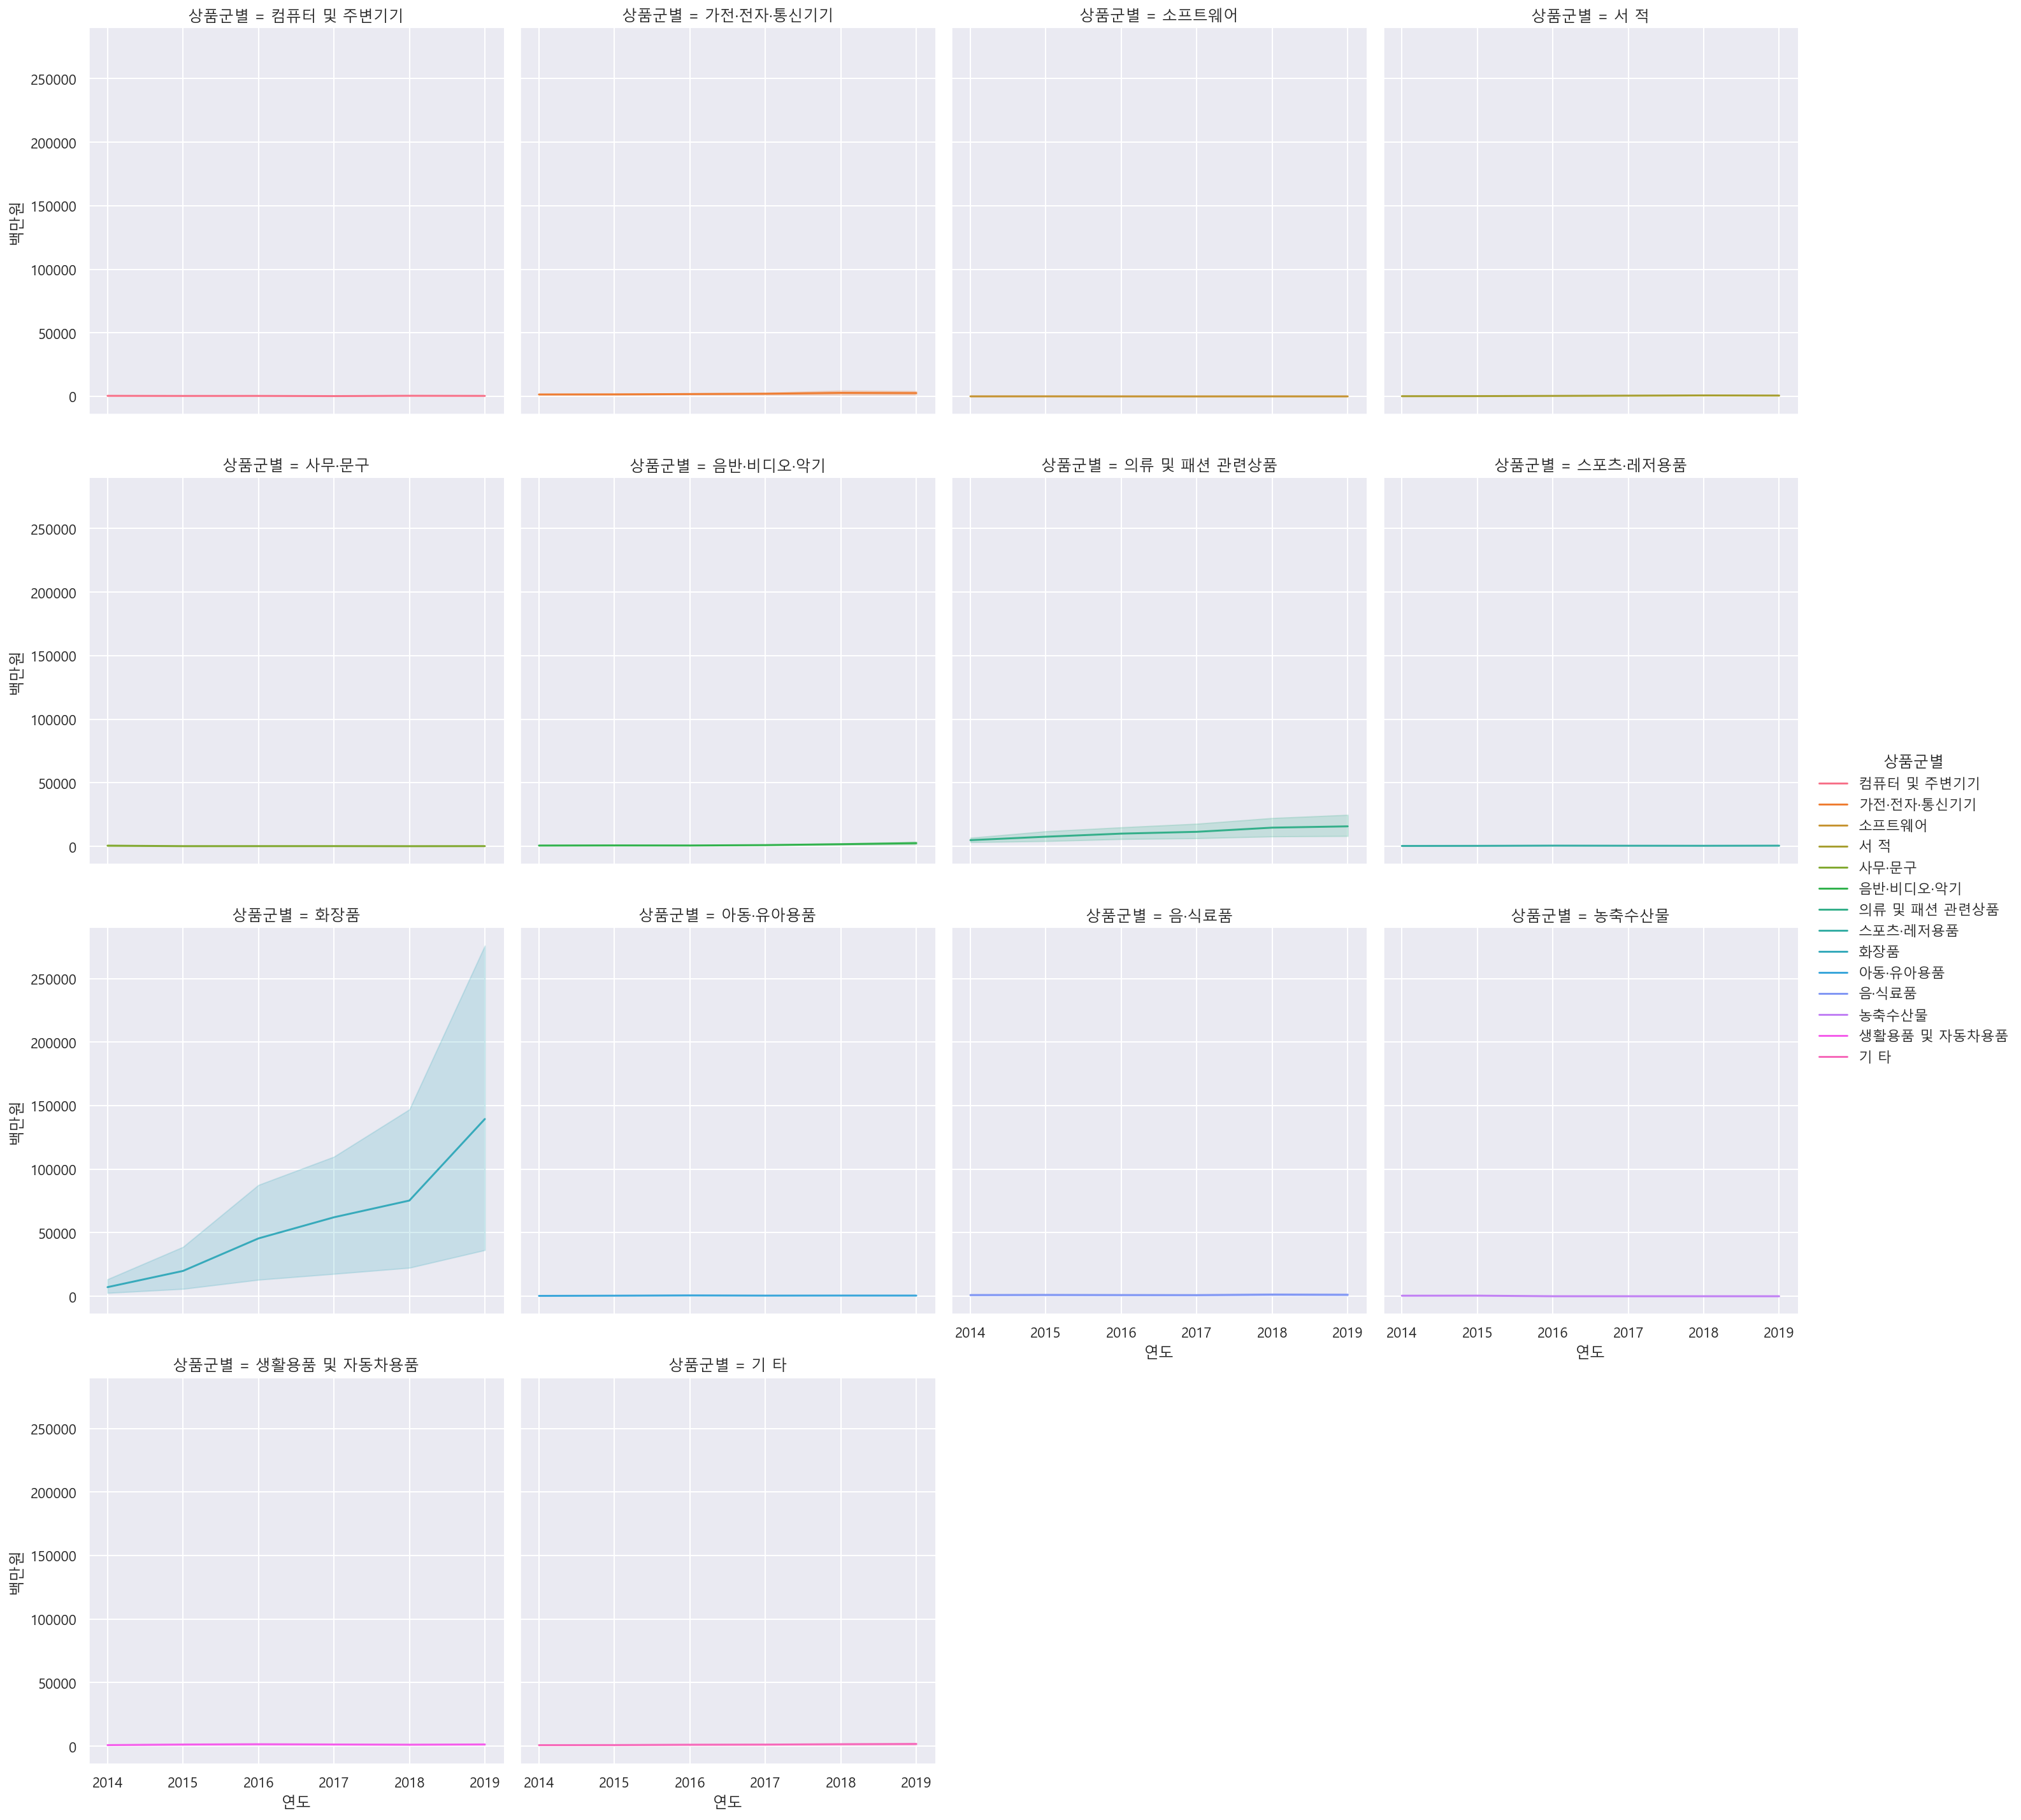 상품군별 = 컴퓨터 및 주변기기
상품군별 = 가전·전자·통신기기
상품군별 = 소프트웨어
상품군별 = 서 적
250000
200000
150000
100000
50000
0
백만원
상품군별 = 사무·문구
상품군별 = 음반·비디오·악기
상품군별 = 의류 및 패션 관련상품
상품군별 = 스포츠·레저용품
250000
200000
150000
100000
50000
0
백만원
상품군별 = 화장품
상품군별 = 아동·유아용품
상품군별 = 음·식료품
상품군별 = 농축수산물
250000
200000
150000
100000
50000
0
백만원
2014 2015 2016 2017 2018 2019
연도
2014 2015 2016 2017 2018 2019
연도
상품군별 = 생활용품 및 자동차용품
상품군별 = 기 타
250000
200000
150000
100000
50000
0
백만원
2014 2015 2016 2017 2018 2019
연도
2014 2015 2016 2017 2018 2019
연도
상품군별
컴퓨터 및 주변기기
가전·전자·통신기기
소프트웨어
서 적
사무·문구
음반·비디오·악기
의류 및 패션 관련상품
스포츠·레저용품
화장품
아동·유아용품
음·식료품
농축수산물
생활용품 및 자동차용품
기 타